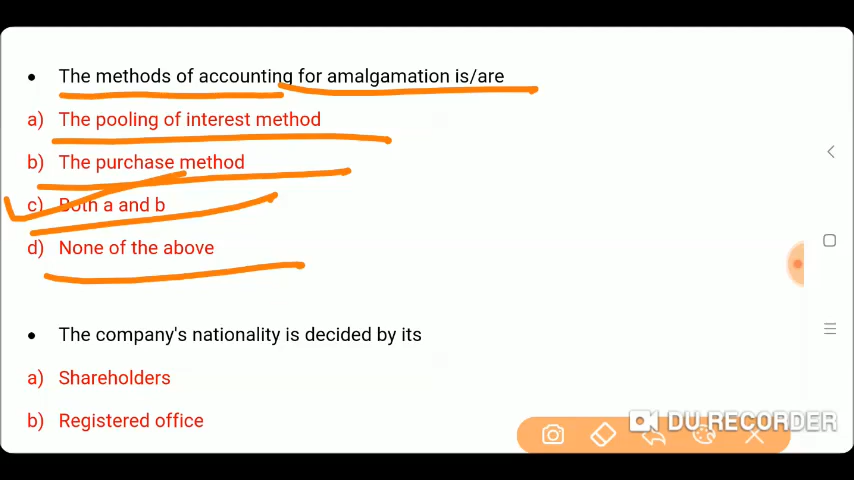 • The methods of accounting for amalgamation is/are
a) The pooling of interest method
b) The purchase method
c) Both a and b
d) None of the above
• The company's nationality is decided by its
a) Shareholders
b) Registered office
DU RECORDER